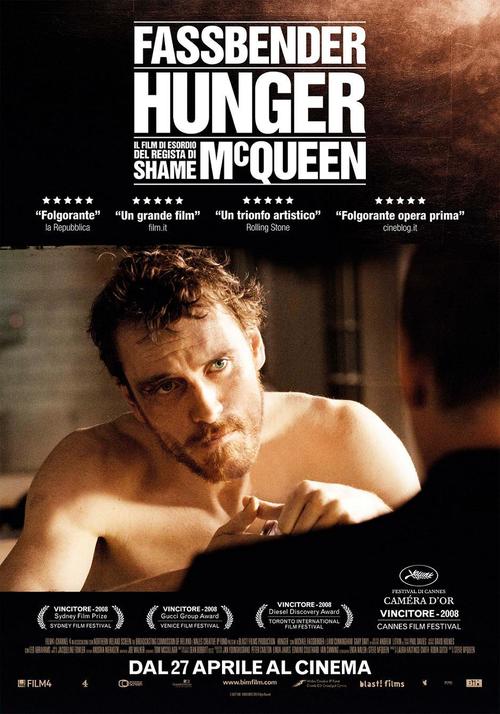 FASSBENDER
HUNGER
IL FILM DI ESORDIO
DEL REGISTA DI
SHAME McQUEEN
"Folgorante"
la Repubblica
"Un grande film"
film.it
"Un trionfo artistico"
Rolling Stone
"Folgorante opera prima"
cineblog.it
FESTIVAL DI CANNES
CAMÉRA D'OR
VINCITORE - 2008
CANNES FILM FESTIVAL
VINCITORE - 2008
Sydney Film Prize
SYDNEY FILM FESTIVAL
VINCITORE - 2008
Gucci Group Award
VENICE FILM FESTIVAL
VINCITORE - 2008
Diesel Discovery Award
TORONTO INTERNATIONAL
FILM FESTIVAL
DAL 27 APRILE AL CINEMA
FILM4
4
www.bimfilm.com
blast! films